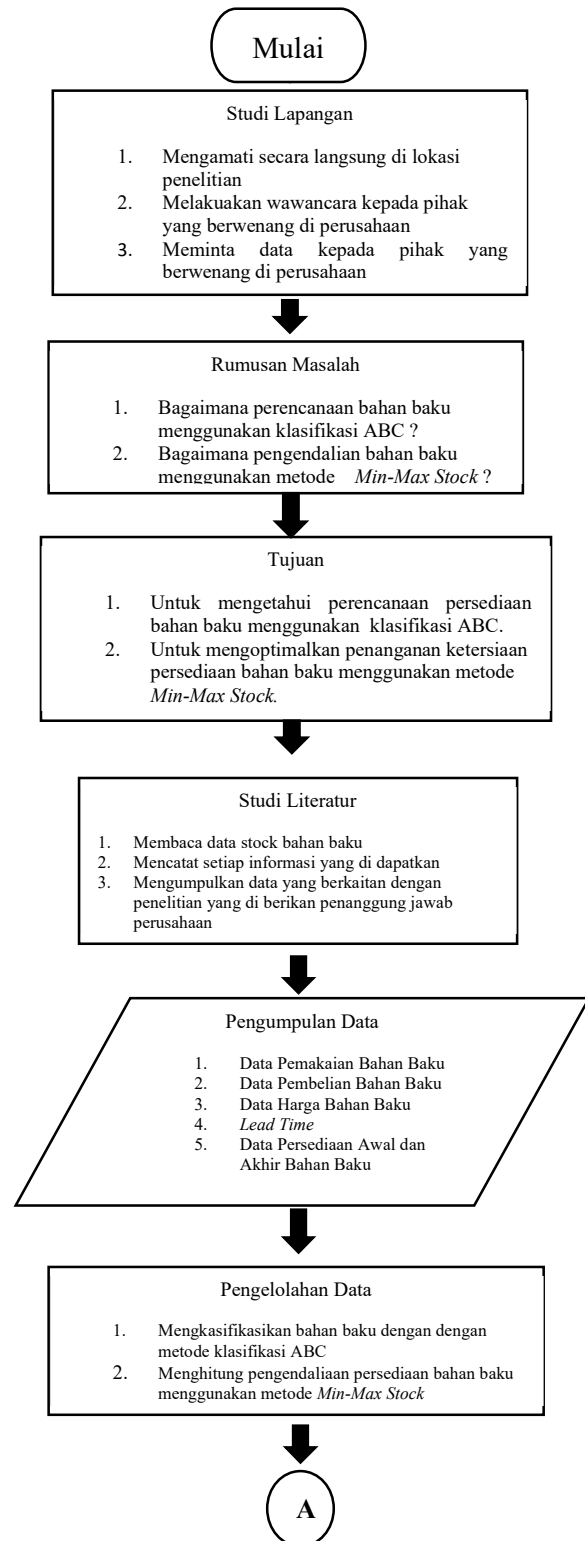 Mulai
Studi Lapangan
1. Mengamati secara langsung di lokasi
penelitian
2. Melakuakan wawancara kepada pihak
yang berwenang di perusahaan
3. Meminta data kepada pihak yang
berwenang di perusahaan
Rumusan Masalah
1. Bagaimana perencanaan bahan baku
menggunakan klasifikasi ABC ?
2. Bagaimana pengendalian bahan baku
menggunakan metode Min-Max Stock ?
Tujuan
1. Untuk mengetahui perencanaan persediaan
bahan baku menggunakan klasifikasi ABC.
2. Untuk mengoptimalkan penanganan ketersiaan
persediaan bahan baku menggunakan metode
Min-Max Stock.
Studi Literatur
1. Membaca data stock bahan baku
2. Mencatat setiap informasi yang di dapatkan
3. Mengumpulkan data yang berkaitan dengan
penelitian yang di berikan penanggung jawab
perusahaan
Pengumpulan Data
1. Data Pemakaian Bahan Baku
2. Data Pembelian Bahan Baku
3. Data Harga Bahan Baku
4. Lead Time
5. Data Persediaan Awal dan
Akhir Bahan Baku
Pengelolahan Data
1. Mengkasifikasikan bahan baku dengan dengan
metode klasifikasi ABC
2. Menghitung pengendaliaan persediaan bahan baku
menggunakan metode Min-Max Stock
A